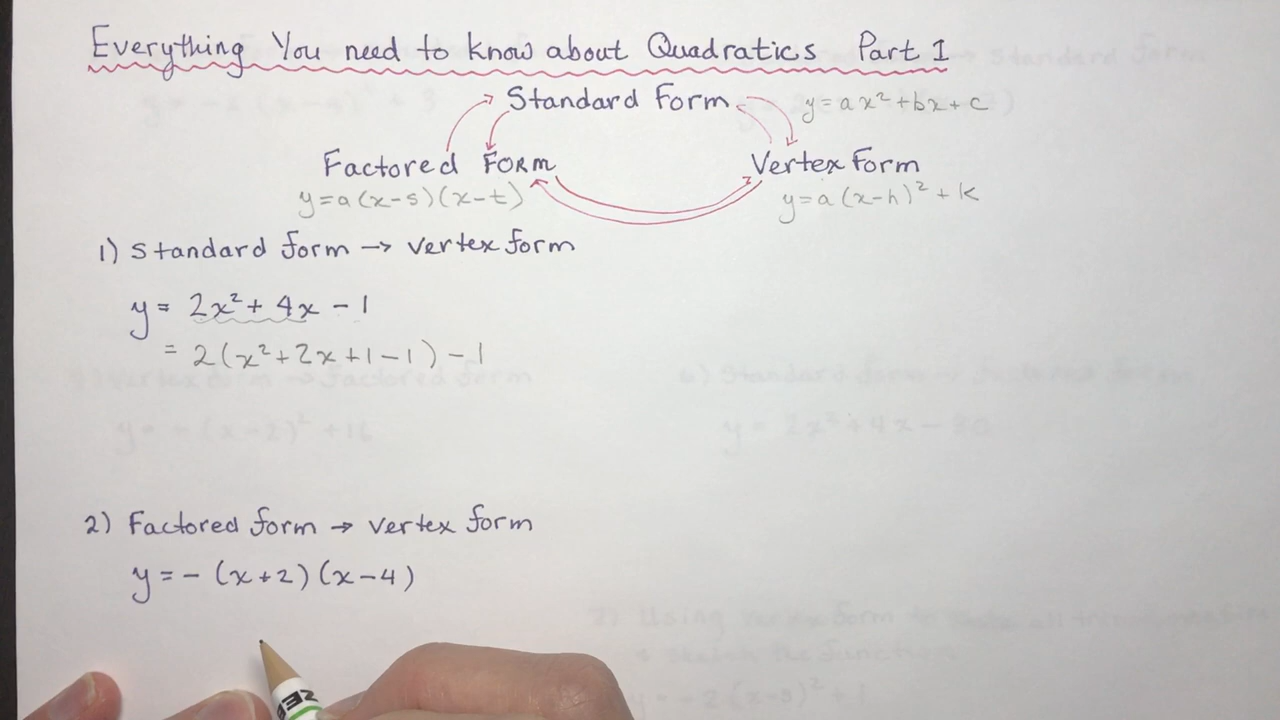 Everything You need to know about Quadratics Part I
Standard Form y = ax² + bx + c
Factored FORM Vertex Form
y = a(x-s)(x-t) y = a(x-h)² + k
1) Standard form → vertex form
y = 2x² + 4x - 1
= 2(x² + 2x + 1 - 1) - 1
2) Factored form → vertex form
y = - (x+2)(x-4)